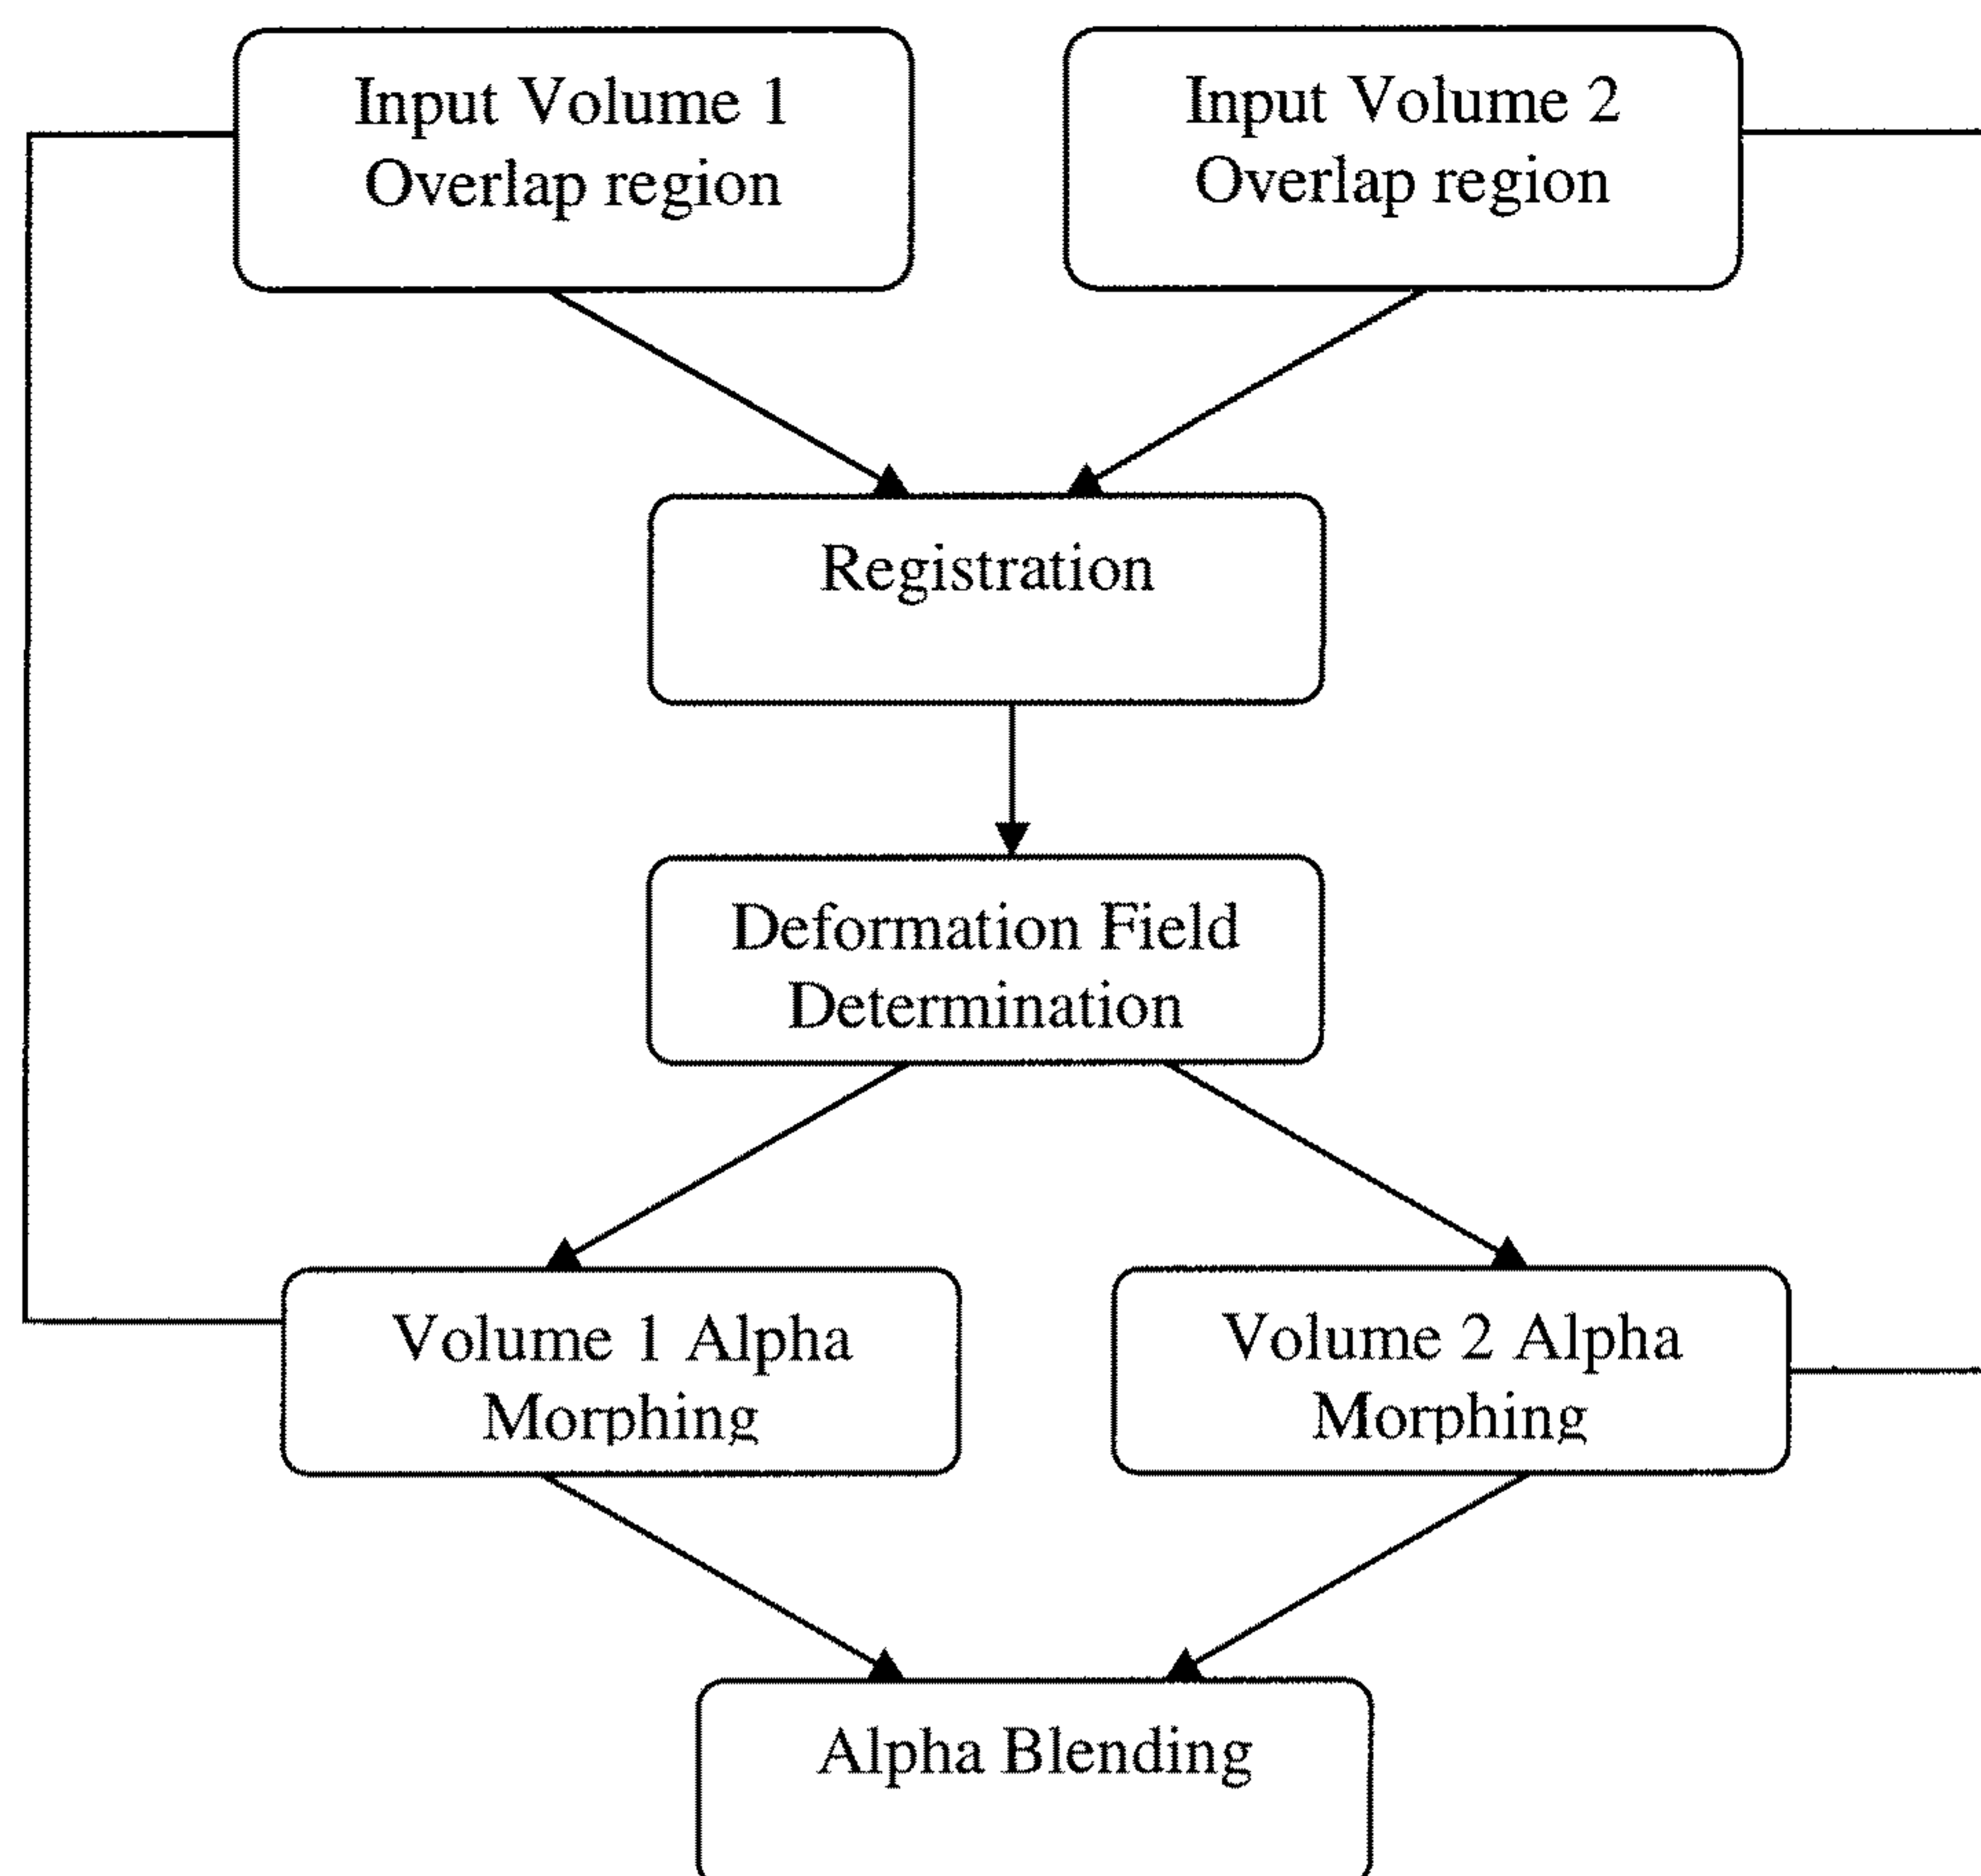 Input Volume 1
Overlap region
Input Volume 2
Overlap region
Registration
Deformation Field
Determination
Volume 1 Alpha
Morphing
Volume 2 Alpha
Morphing
Alpha Blending